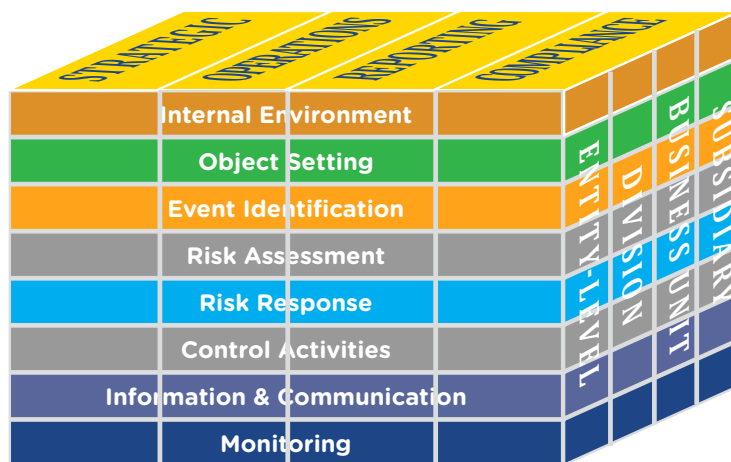 STRATEGIC
OPERATIONS
REPORTING
COMPLIANCE
Internal Environment
Object Setting
Event Identification
Risk Assessment
Risk Response
Control Activities
Information & Communication
Monitoring
ENTITY-LEVEL
DIVISION
BUSINESS UNIT
SUBSIDIARY